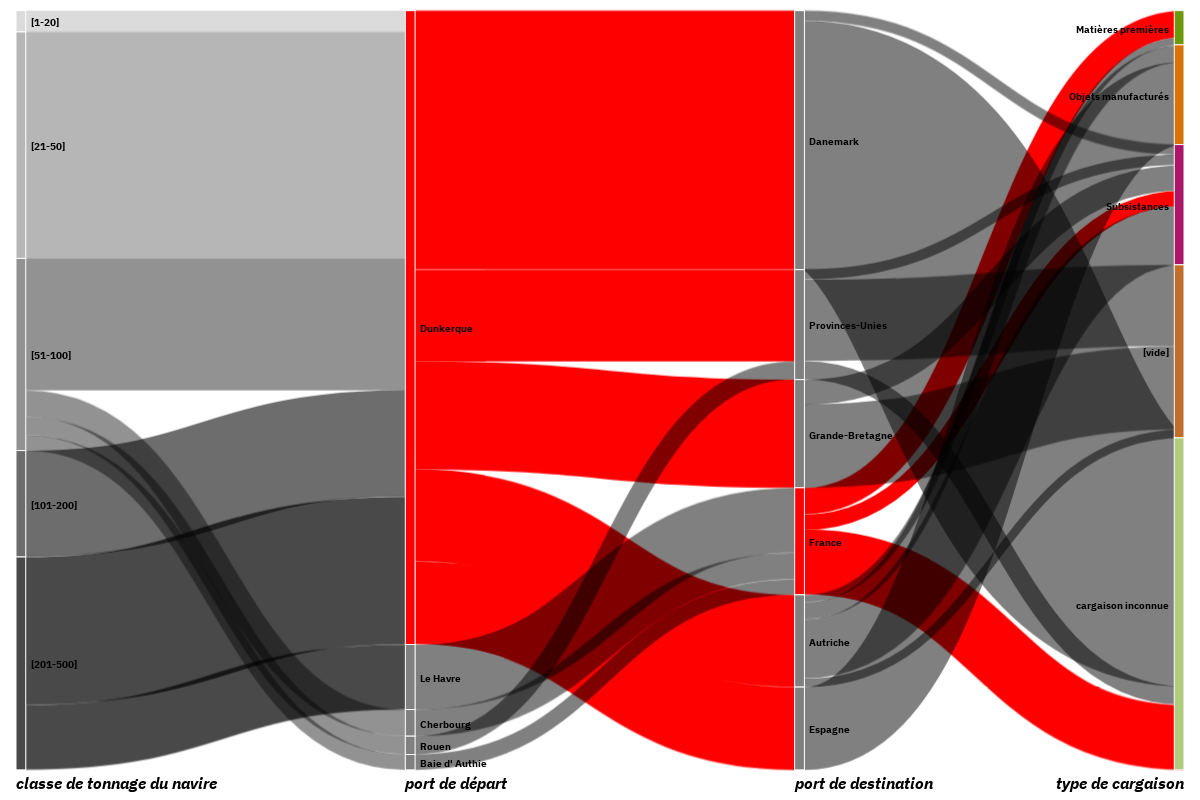 [1-20]
[21-50]
[51-100]
[101-200]
[201-500]
classe de tonnage du navire
Dunkerque
Le Havre
Cherbourg
Rouen
Baie d' Authie
port de départ
Danemark
Provinces-Unies
Grande-Bretagne
France
Autriche
Espagne
port de destination
Matières premières
Objets manufacturés
Subsistances
[vide]
cargaison inconnue
type de cargaison